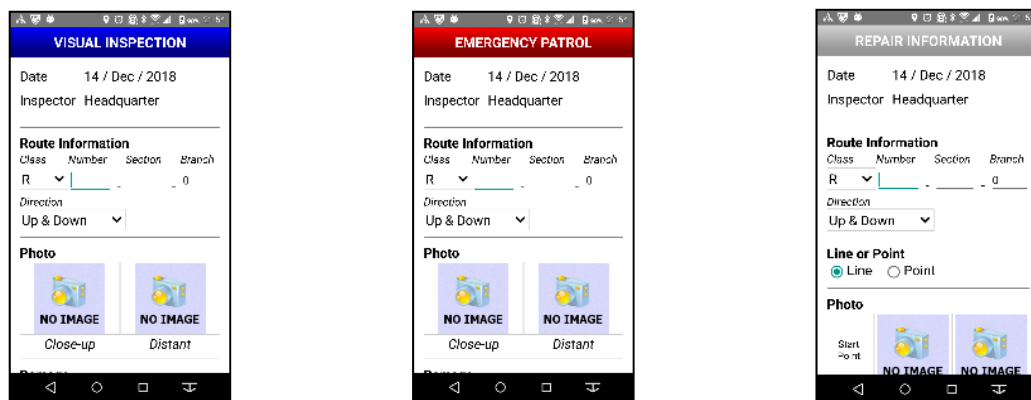 VISUAL INSPECTION
Date 14 / Dec / 2018
Inspector Headquarter
Route Information
Class Number Section Branch
R - - 0
Direction
Up & Down
Photo
NO IMAGE NO IMAGE
Close-up Distant
EMERGENCY PATROL
Date 14 / Dec / 2018
Inspector Headquarter
Route Information
Class Number Section Branch
R - - 0
Direction
Up & Down
Photo
NO IMAGE NO IMAGE
Close-up Distant
REPAIR INFORMATION
Date 14 / Dec / 2018
Inspector Headquarter
Route Information
Class Number Section Branch
R - - 0
Direction
Up & Down
Line or Point
Line Point
Photo
Start
Point
NO IMAGE NO IMAGE